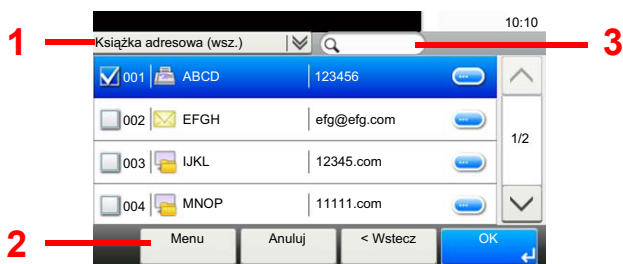 10:10
1 Książka adresowa (wsz.) 3
001 ABCD 123456
002 EFGH efg@efg.com
1/2
003 IJKL 12345.com
004 MNOP 11111.com
2 Menu Anuluj < Wstecz OK